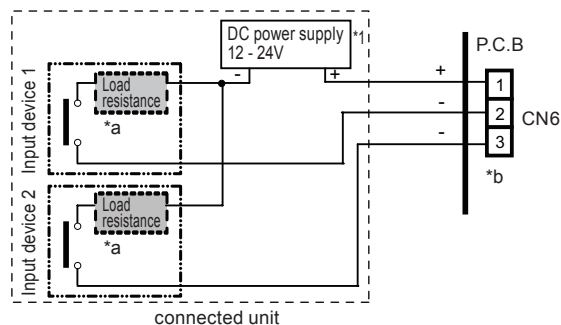 DC power supply *1
12 - 24V
P.C.B
- + +
Input device 1
Load
resistance
*a
1
-
2
CN6
-
3
*b
Input device 2
Load
resistance
*a
connected unit